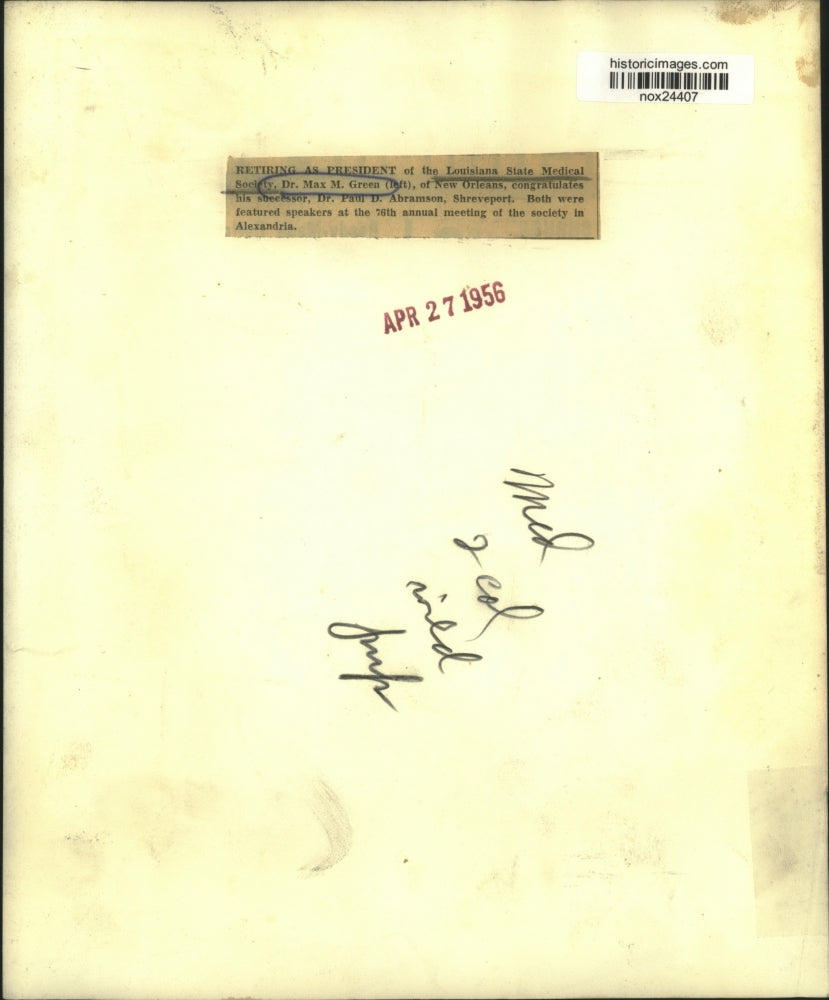 historicimages.com
nox24407
RETIRING AS PRESIDENT of the Louisiana State Medical
Society, Dr. Max M. Green (left), of New Orleans, congratulates
his successor, Dr. Paul D. Abramson, Shreveport. Both were
featured speakers at the 76th annual meeting of the society in
Alexandria.
APR 27 1956
Med
2 col